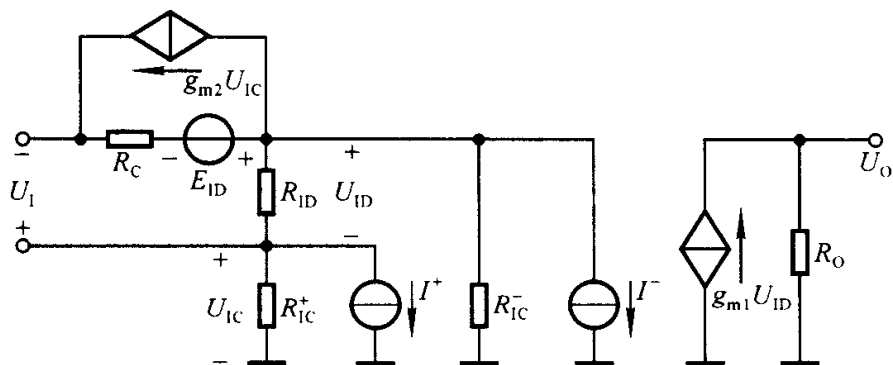 g_m2 U_IC
− R_C − E_ID +
U_I
+
R_ID
+ U_ID −
+ U_IC −
R_IC^+
I^+
R_IC^-
I^-
g_m1 U_ID
R_O
U_O